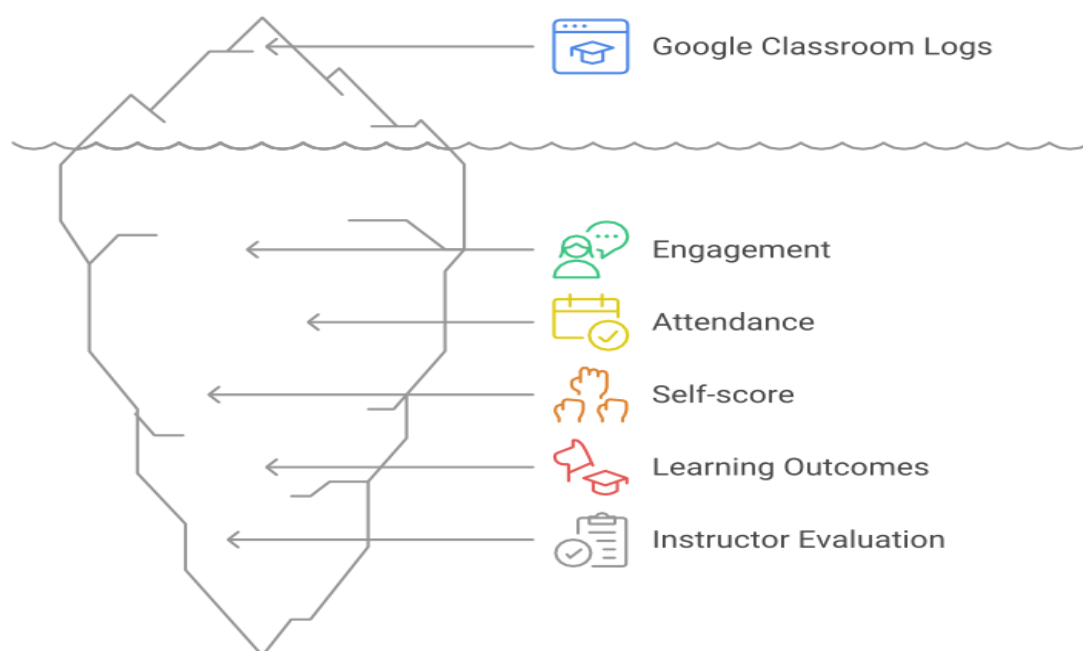 Google Classroom Logs
Engagement
Attendance
Self-score
Learning Outcomes
Instructor Evaluation